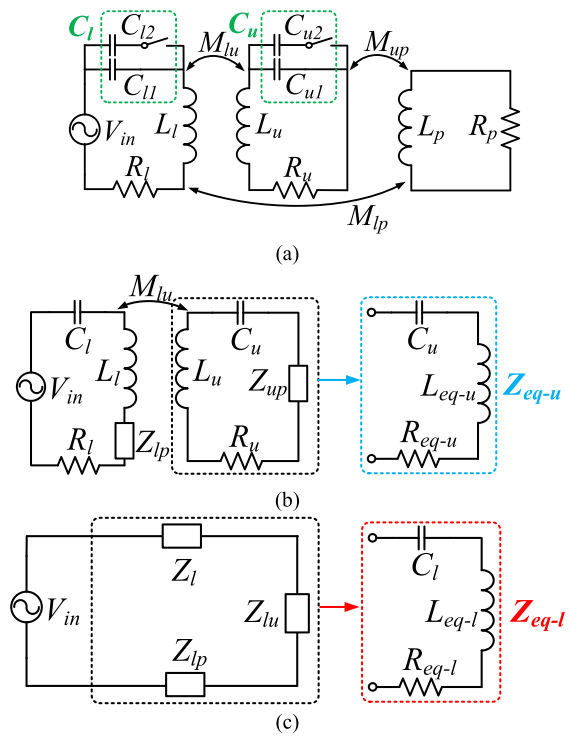 C_l C_l2 M_lu C_u C_u2 M_up
C_l1 C_u1
V_in L_l L_u L_p R_p
R_l R_u
M_lp
(a)
M_lu
C_l C_u C_u
V_in L_l L_u Z_up L_eq-u Z_eq-u
R_l Z_lp R_u R_eq-u
(b)
Z_l C_l
V_in Z_lu L_eq-l Z_eq-l
Z_lp R_eq-l
(c)